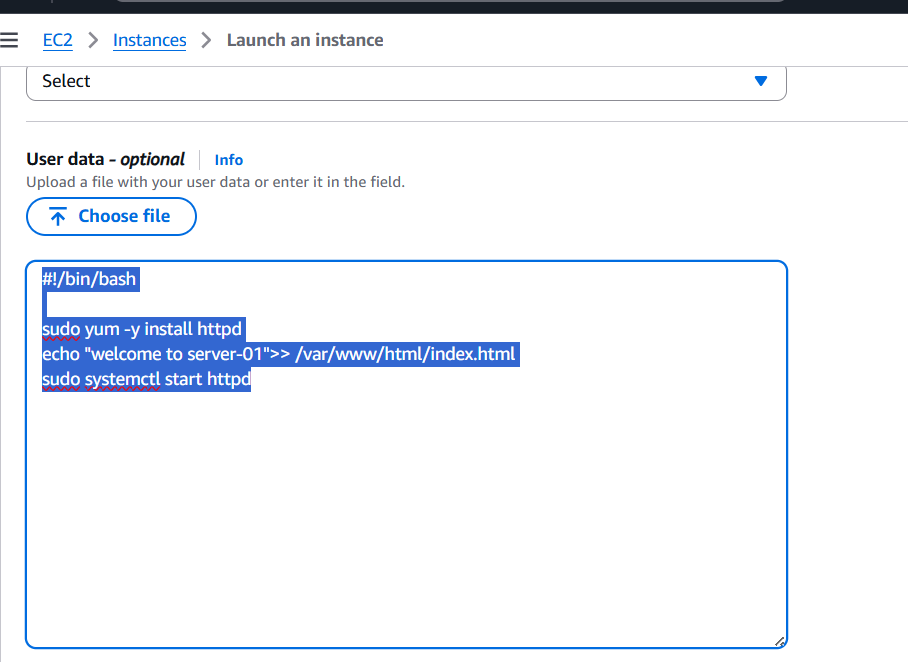 EC2 > Instances > Launch an instance
Select
User data - optional Info
Upload a file with your user data or enter it in the field.
Choose file
#!/bin/bash
sudo yum -y install httpd
echo "welcome to server-01">> /var/www/html/index.html
sudo systemctl start httpd